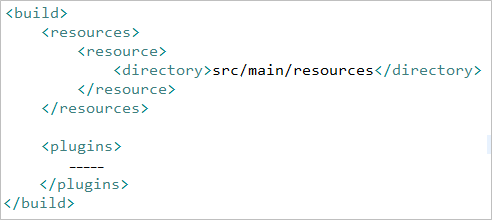 <build>
<resources>
<resource>
<directory>src/main/resources</directory>
</resource>
</resources>
<plugins>
-----
</plugins>
</build>